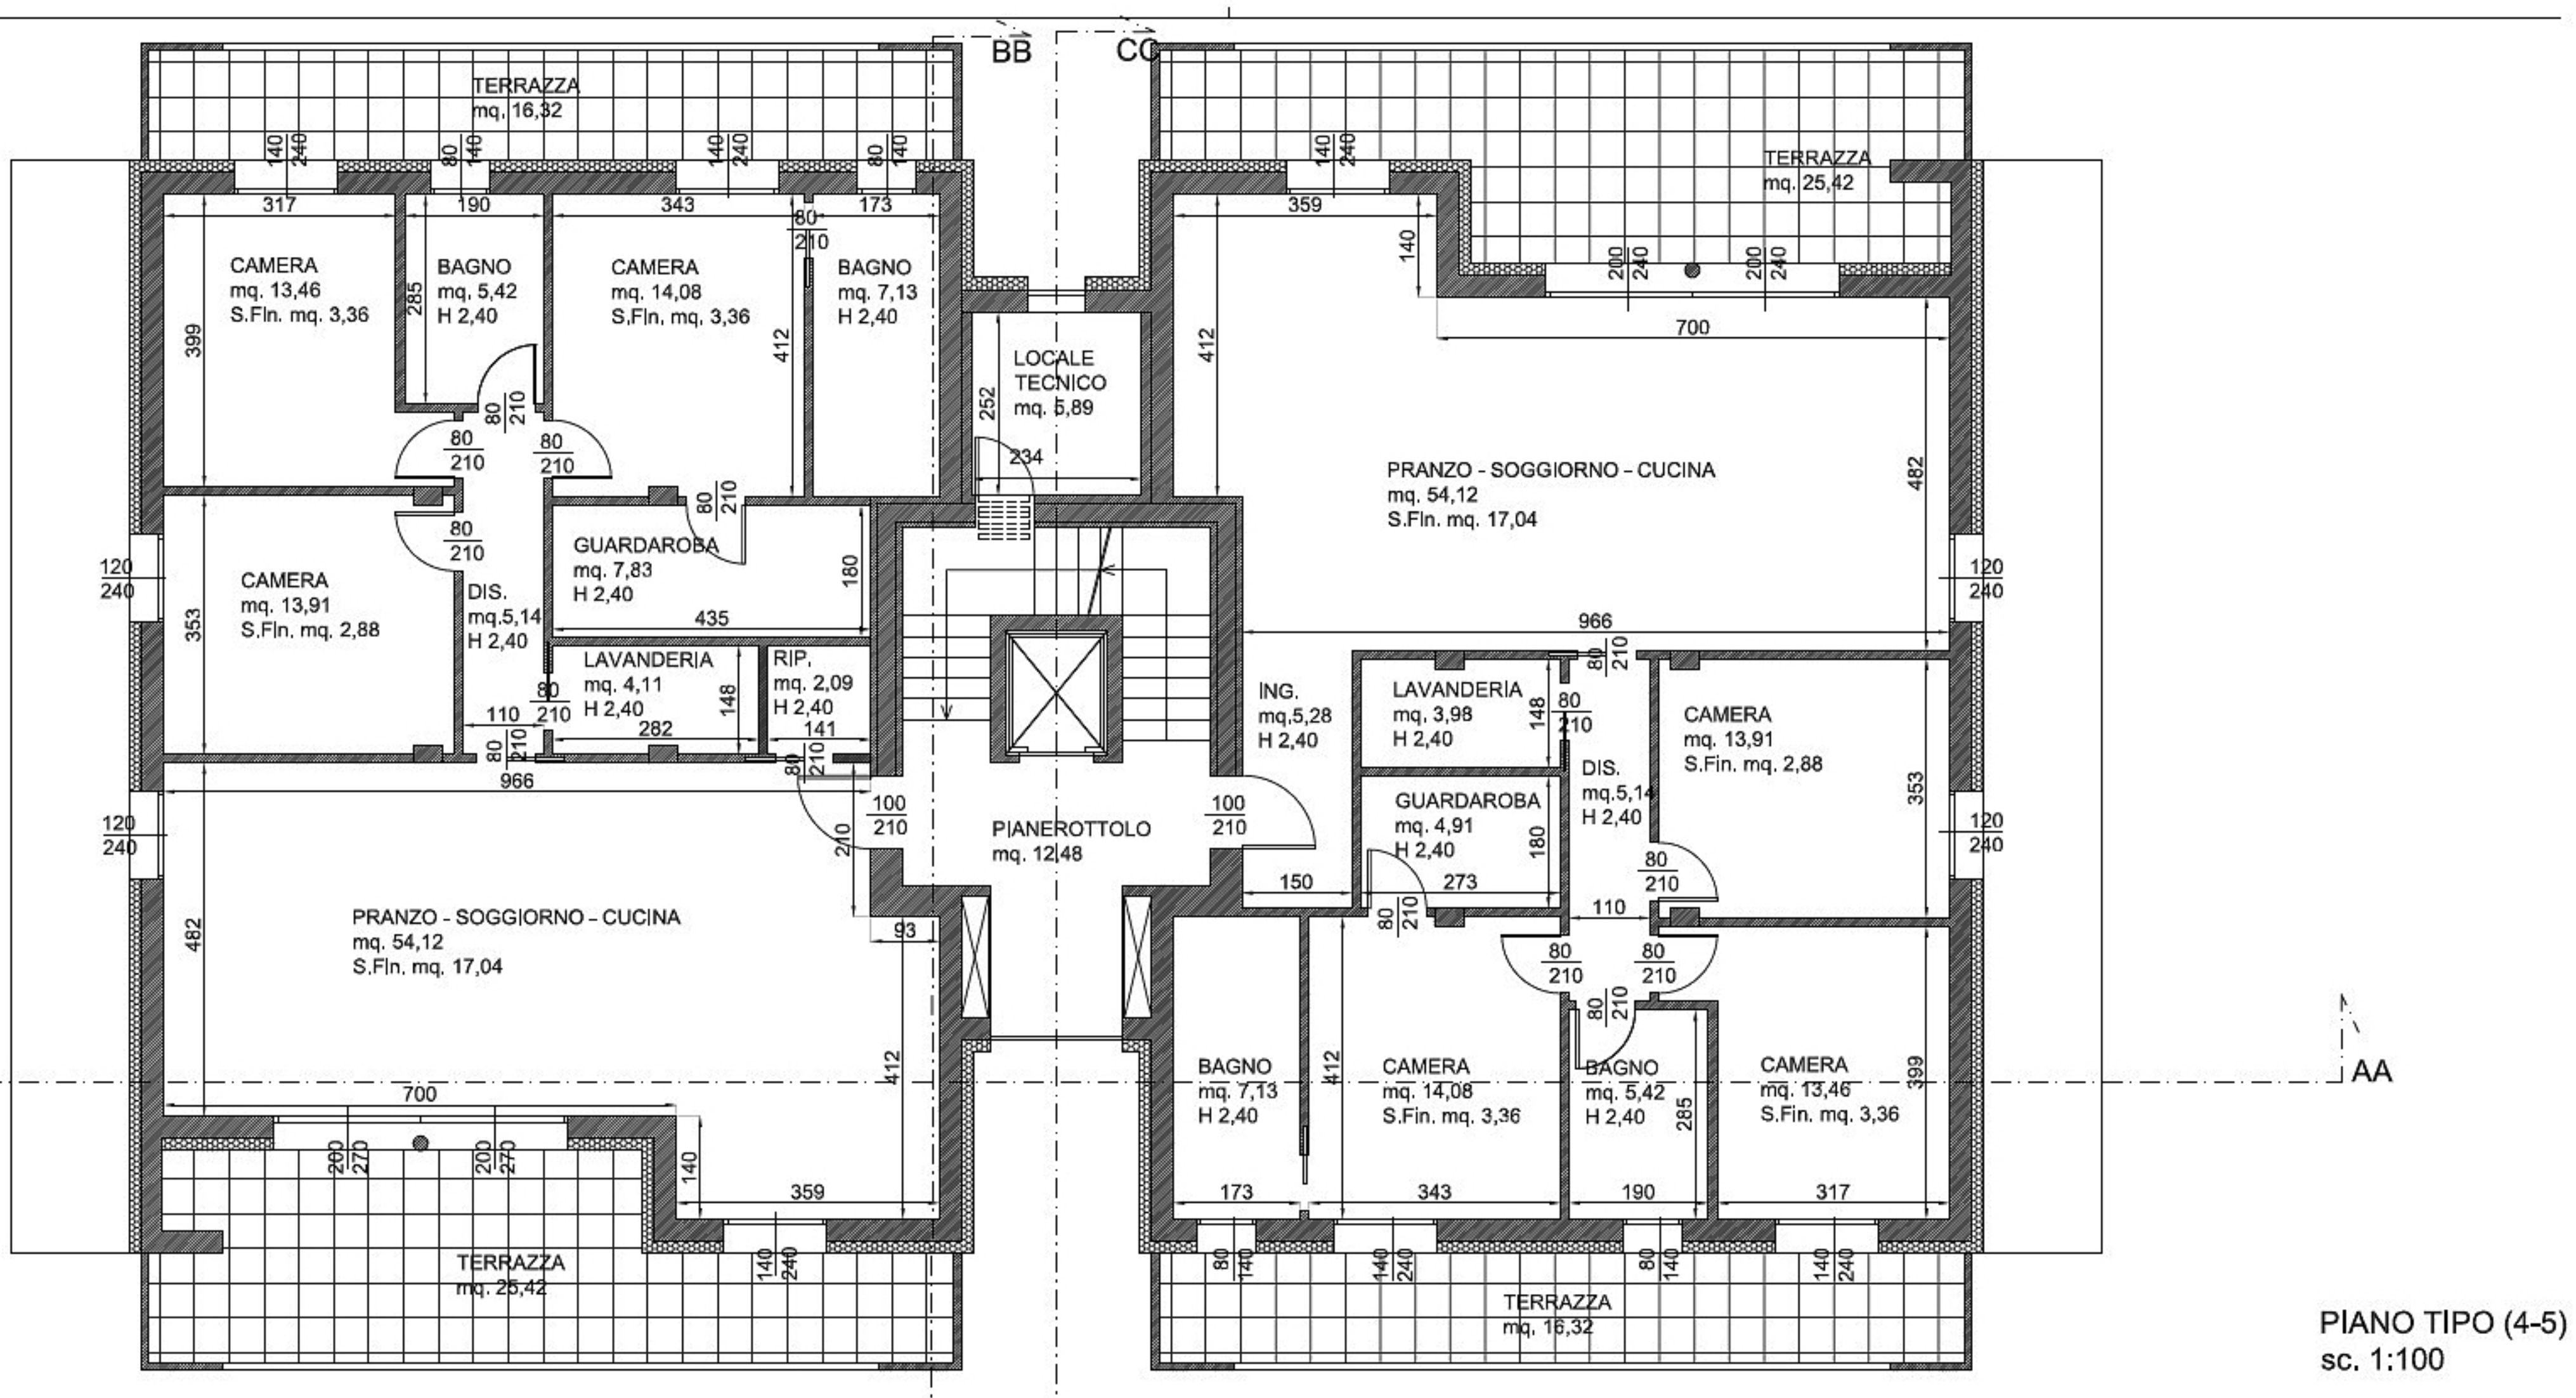 BB
CC
TERRAZZA
mq. 16,32
140
240
80
140
140
240
80
140
317
190
343
173
80
210
CAMERA
mq. 13,46
S.Fin. mq. 3,36
399
BAGNO
mq. 5,42
H 2,40
285
CAMERA
mq. 14,08
S.Fin. mq. 3,36
412
BAGNO
mq. 7,13
H 2,40
80
210
80
210
80
210
80
210
80
210
CAMERA
mq. 13,91
S.Fin. mq. 2,88
353
120
240
DIS.
mq.5,14
H 2,40
110
GUARDAROBA
mq. 7,83
H 2,40
180
435
LAVANDERIA
mq. 4,11
H 2,40
148
282
80
210
RIP.
mq. 2,09
H 2,40
141
80
210
80
210
966
120
240
100
210
210
93
PRANZO - SOGGIORNO - CUCINA
mq. 54,12
S.Fin. mq. 17,04
482
412
700
200
270
200
270
140
359
140
240
TERRAZZA
mq. 25,42
LOCALE
TECNICO
mq. 5,89
252
234
PIANEROTTOLO
mq. 12,48
100
210
TERRAZZA
mq. 25,42
140
240
359
140
200
240
200
240
700
412
PRANZO - SOGGIORNO - CUCINA
mq. 54,12
S.Fin. mq. 17,04
482
120
240
966
80
210
ING.
mq.5,28
H 2,40
150
LAVANDERIA
mq. 3,98
H 2,40
148
80
210
GUARDAROBA
mq. 4,91
H 2,40
180
273
80
210
DIS.
mq.5,14
H 2,40
110
CAMERA
mq. 13,91
S.Fin. mq. 2,88
353
120
240
80
210
80
210
80
210
80
210
BAGNO
mq. 7,13
H 2,40
412
CAMERA
mq. 14,08
S.Fin. mq. 3,36
BAGNO
mq. 5,42
H 2,40
285
CAMERA
mq. 13,46
S.Fin. mq. 3,36
399
173
343
190
317
80
140
140
240
80
140
140
240
TERRAZZA
mq. 16,32
AA
PIANO TIPO (4-5)
sc. 1:100